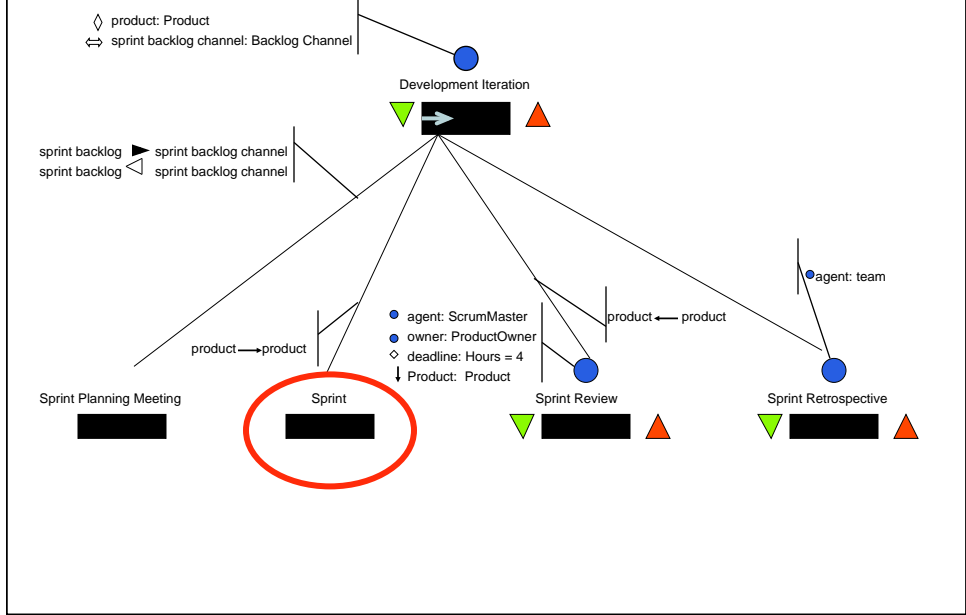 product: Product
sprint backlog channel: Backlog Channel
Development Iteration
sprint backlog sprint backlog channel
sprint backlog sprint backlog channel
agent: team
agent: ScrumMaster
owner: ProductOwner
deadline: Hours = 4
Product: Product
product product
product product
Sprint Planning Meeting
Sprint
Sprint Review
Sprint Retrospective